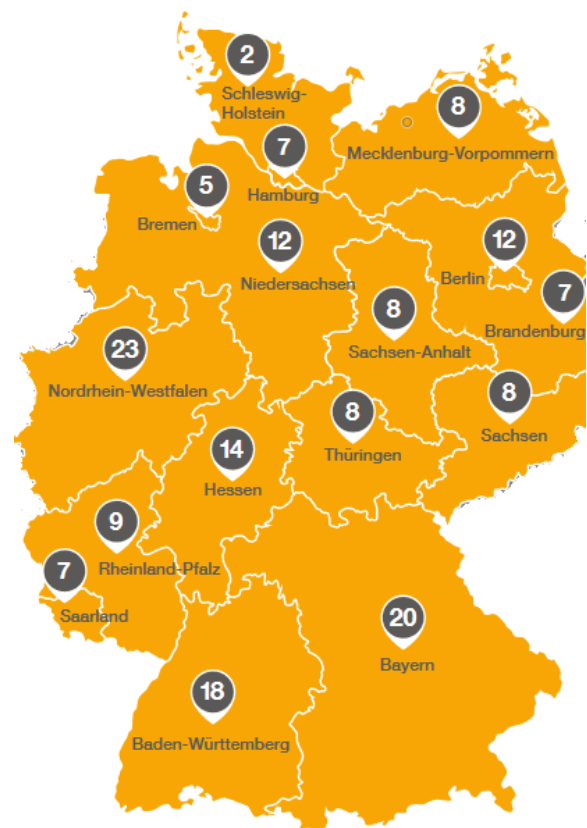 2
Schleswig-
Holstein
8
Mecklenburg-Vorpommern
7
Hamburg
5
Bremen
12
Niedersachsen
12
Berlin
7
Brandenburg
8
Sachsen-Anhalt
23
Nordrhein-Westfalen
8
Sachsen
8
Thüringen
14
Hessen
9
Rheinland-Pfalz
7
Saarland
20
Bayern
18
Baden-Württemberg